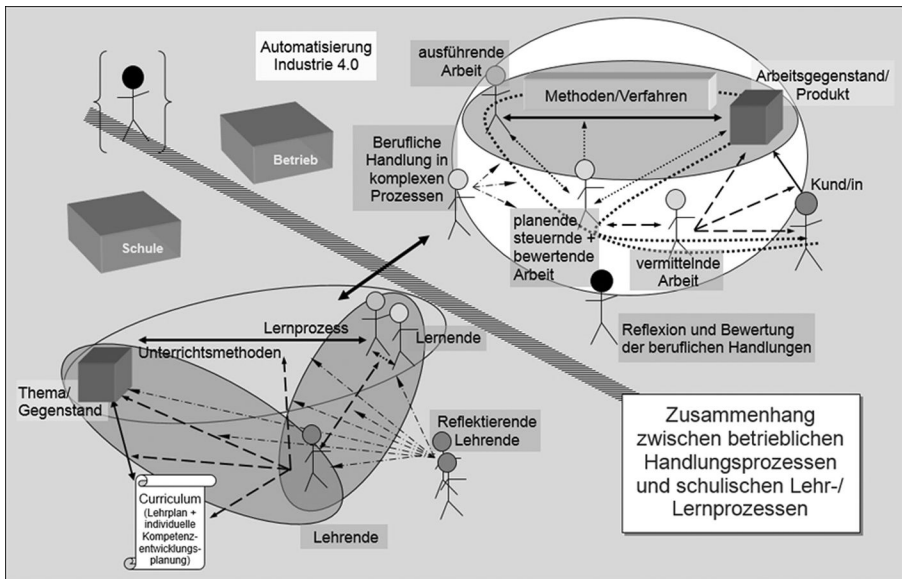 Automatisierung
Industrie 4.0
ausführende
Arbeit
Methoden/Verfahren
Arbeitsgegenstand/
Produkt
Betrieb
Berufliche
Handlung in
komplexen
Prozessen
Kund/in
Schule
planende,
steuernde +
bewertende
Arbeit
vermittelnde
Arbeit
Reflexion und Bewertung
der beruflichen Handlungen
Lernprozess
Lernende
Unterrichtsmethoden
Thema/
Gegenstand
Reflektierende
Lehrende
Curriculum
(Lehrplan +
individuelle
Kompetenz-
entwicklungs-
planung)
Lehrende
Zusammenhang
zwischen betrieblichen
Handlungsprozessen
und schulischen Lehr-/
Lernprozessen